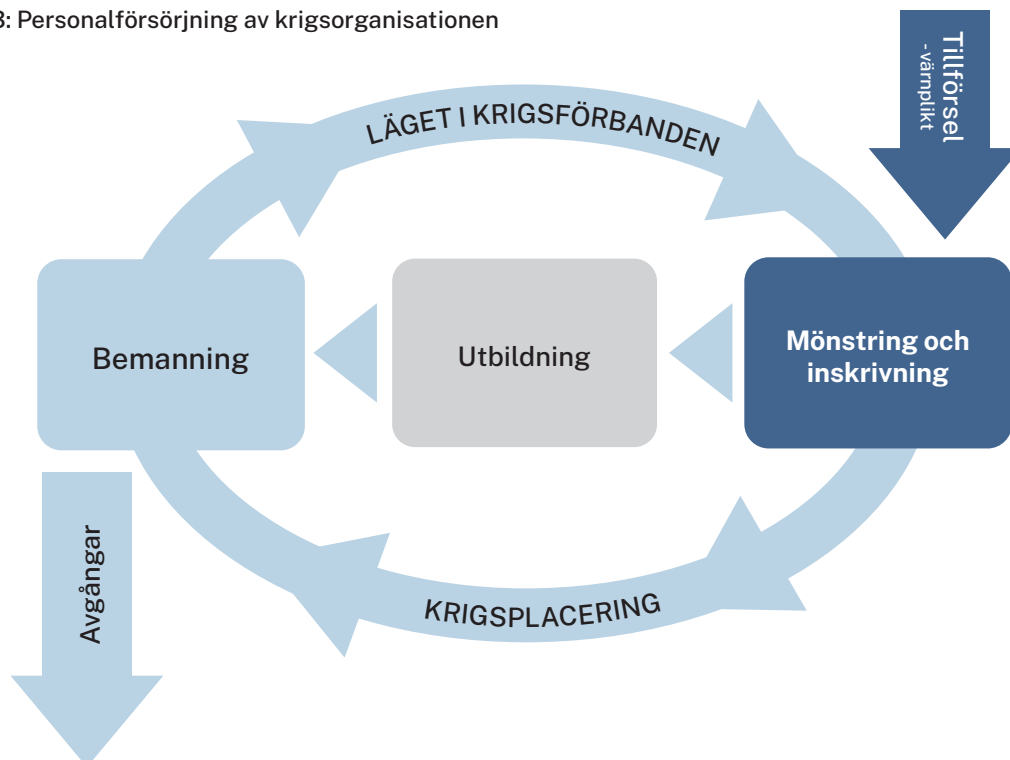 3: Personalförsörjning av krigsorganisationen
Tillförsel
- värnplikt
LÄGET I KRIGSFÖRBANDEN
Bemanning
Utbildning
Mönstring och
inskrivning
Avgångar
KRIGSPLACERING